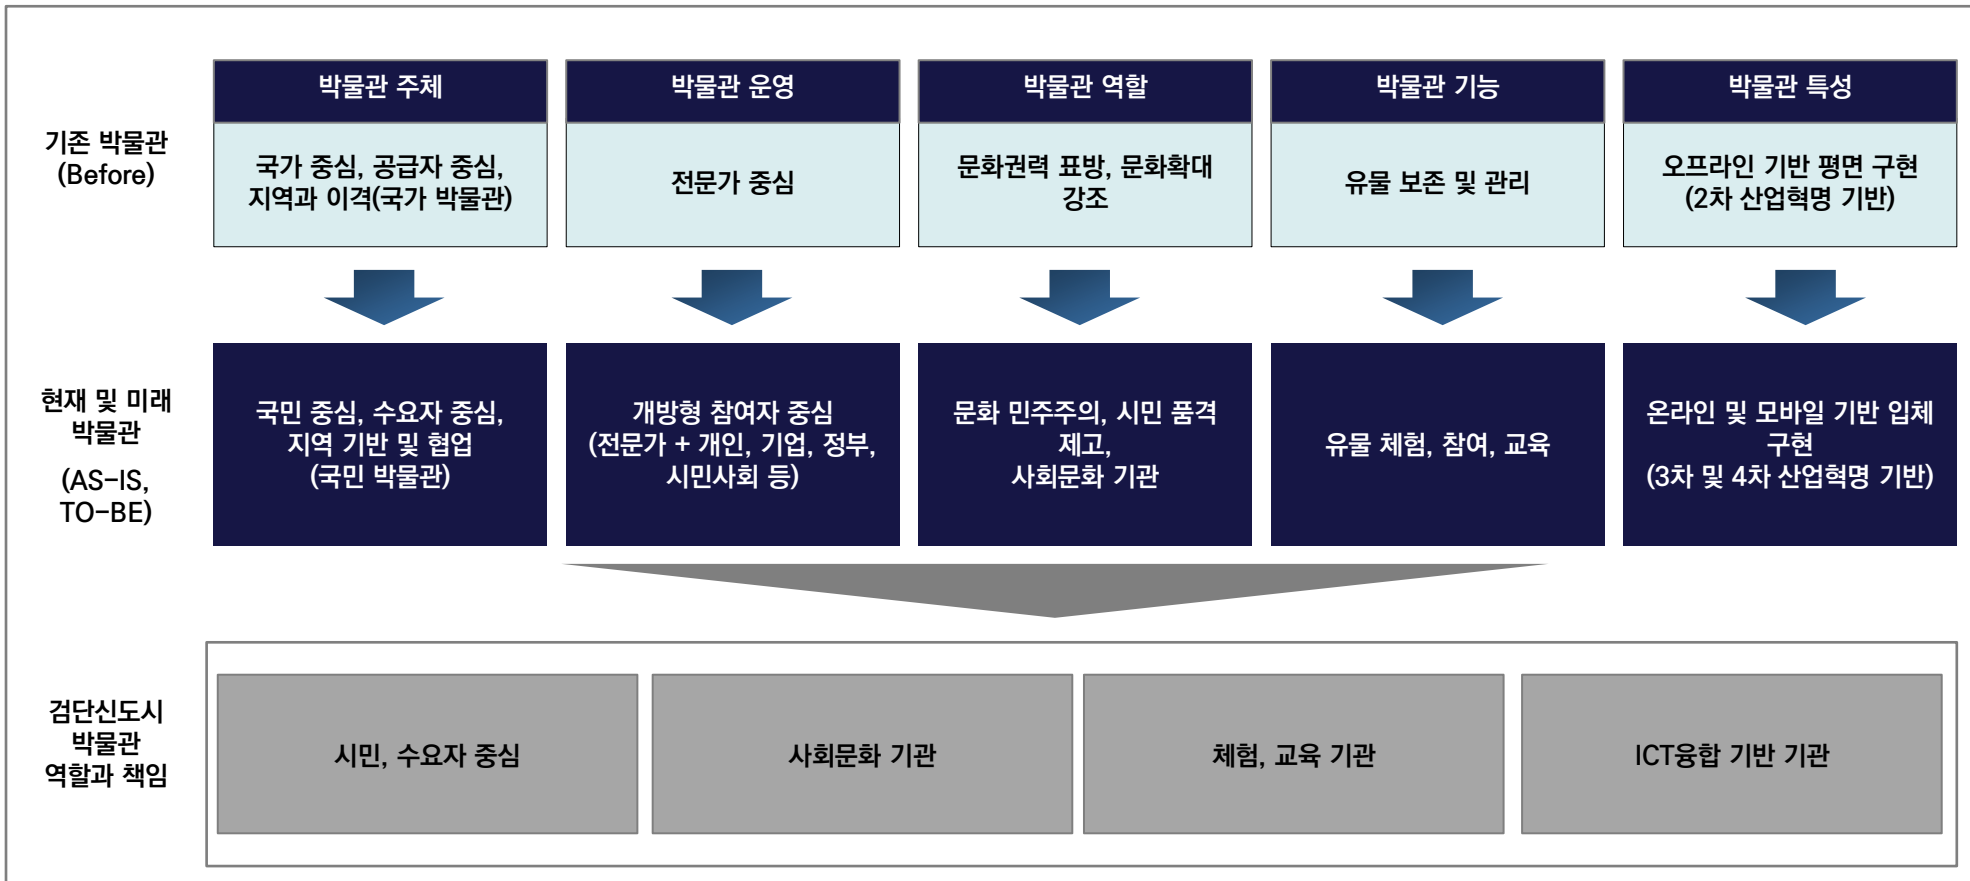 박물관 주체
박물관 운영
박물관 역할
박물관 기능
박물관 특성
기존 박물관
(Before)
국가 중심, 공급자 중심,
지역과 이격(국가 박물관)
전문가 중심
문화권력 표방, 문화확대
강조
유물 보존 및 관리
오프라인 기반 평면 구현
(2차 산업혁명 기반)
현재 및 미래
박물관
(AS-IS,
TO-BE)
국민 중심, 수요자 중심,
지역 기반 및 협업
(국민 박물관)
개방형 참여자 중심
(전문가 + 개인, 기업, 정부,
시민사회 등)
문화 민주주의, 시민 품격
제고,
사회문화 기관
유물 체험, 참여, 교육
온라인 및 모바일 기반 입체
구현
(3차 및 4차 산업혁명 기반)
검단신도시
박물관
역할과 책임
시민, 수요자 중심
사회문화 기관
체험, 교육 기관
ICT융합 기반 기관